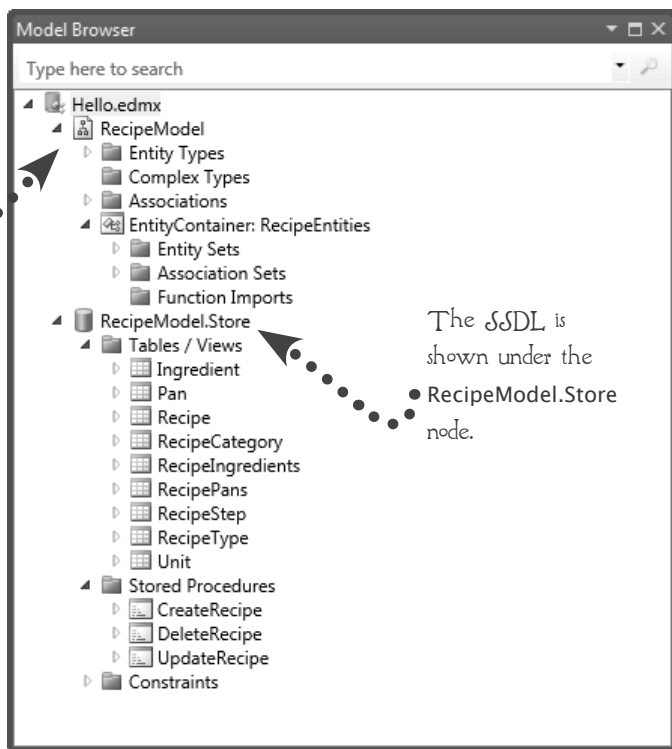 Model Browser
Type here to search
Hello.edmx
RecipeModel
Entity Types
Complex Types
Associations
EntityContainer: RecipeEntities
Entity Sets
Association Sets
Function Imports
RecipeModel.Store
Tables / Views
Ingredient
Pan
Recipe
RecipeCategory
RecipeIngredients
RecipePans
RecipeStep
RecipeType
Unit
Stored Procedures
CreateRecipe
DeleteRecipe
UpdateRecipe
Constraints
The SSDL is
shown under the
RecipeModel.Store
node.